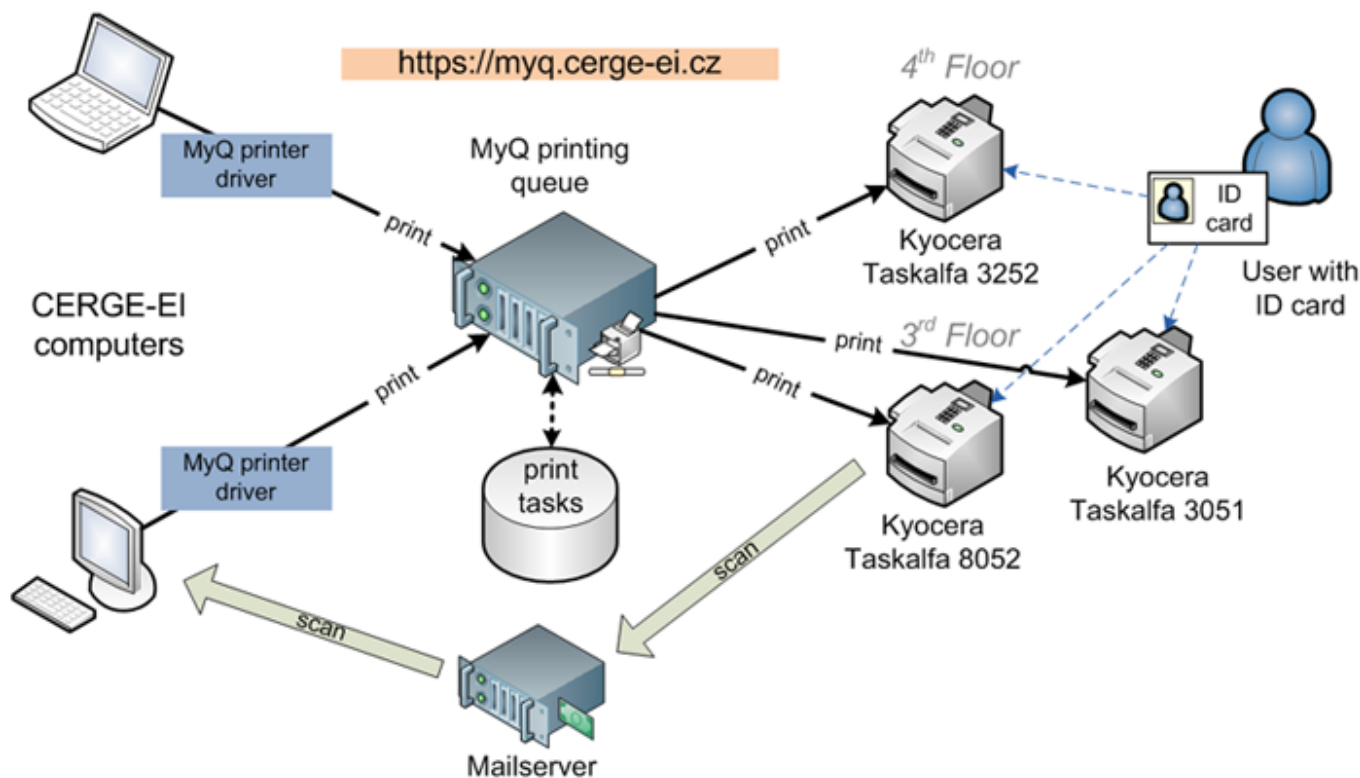 https://myq.cerge-ei.cz
4th Floor
MyQ printer
driver
MyQ printing
queue
ID
card
print
print
Kyocera
Taskalfa 3252
User with
ID card
CERGE-EI
computers
3rd Floor
print
print
print
MyQ printer
driver
print
tasks
Kyocera
Taskalfa 3051
Kyocera
Taskalfa 8052
scan
scan
Mailserver